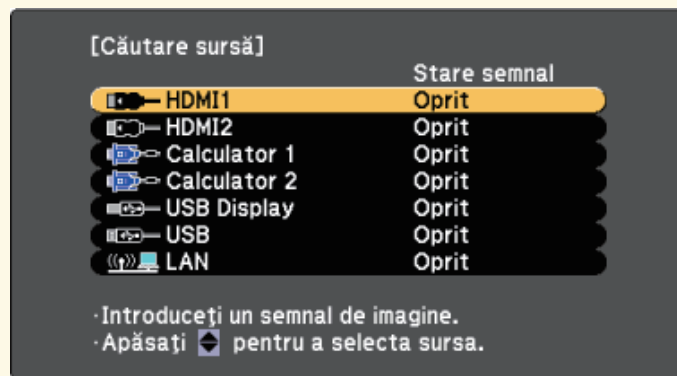 [Căutare sursă]
Stare semnal
HDMI1 Oprit
HDMI2 Oprit
Calculator 1 Oprit
Calculator 2 Oprit
USB Display Oprit
USB Oprit
LAN Oprit
·Introduceţi un semnal de imagine.
·Apăsaţi pentru a selecta sursa.